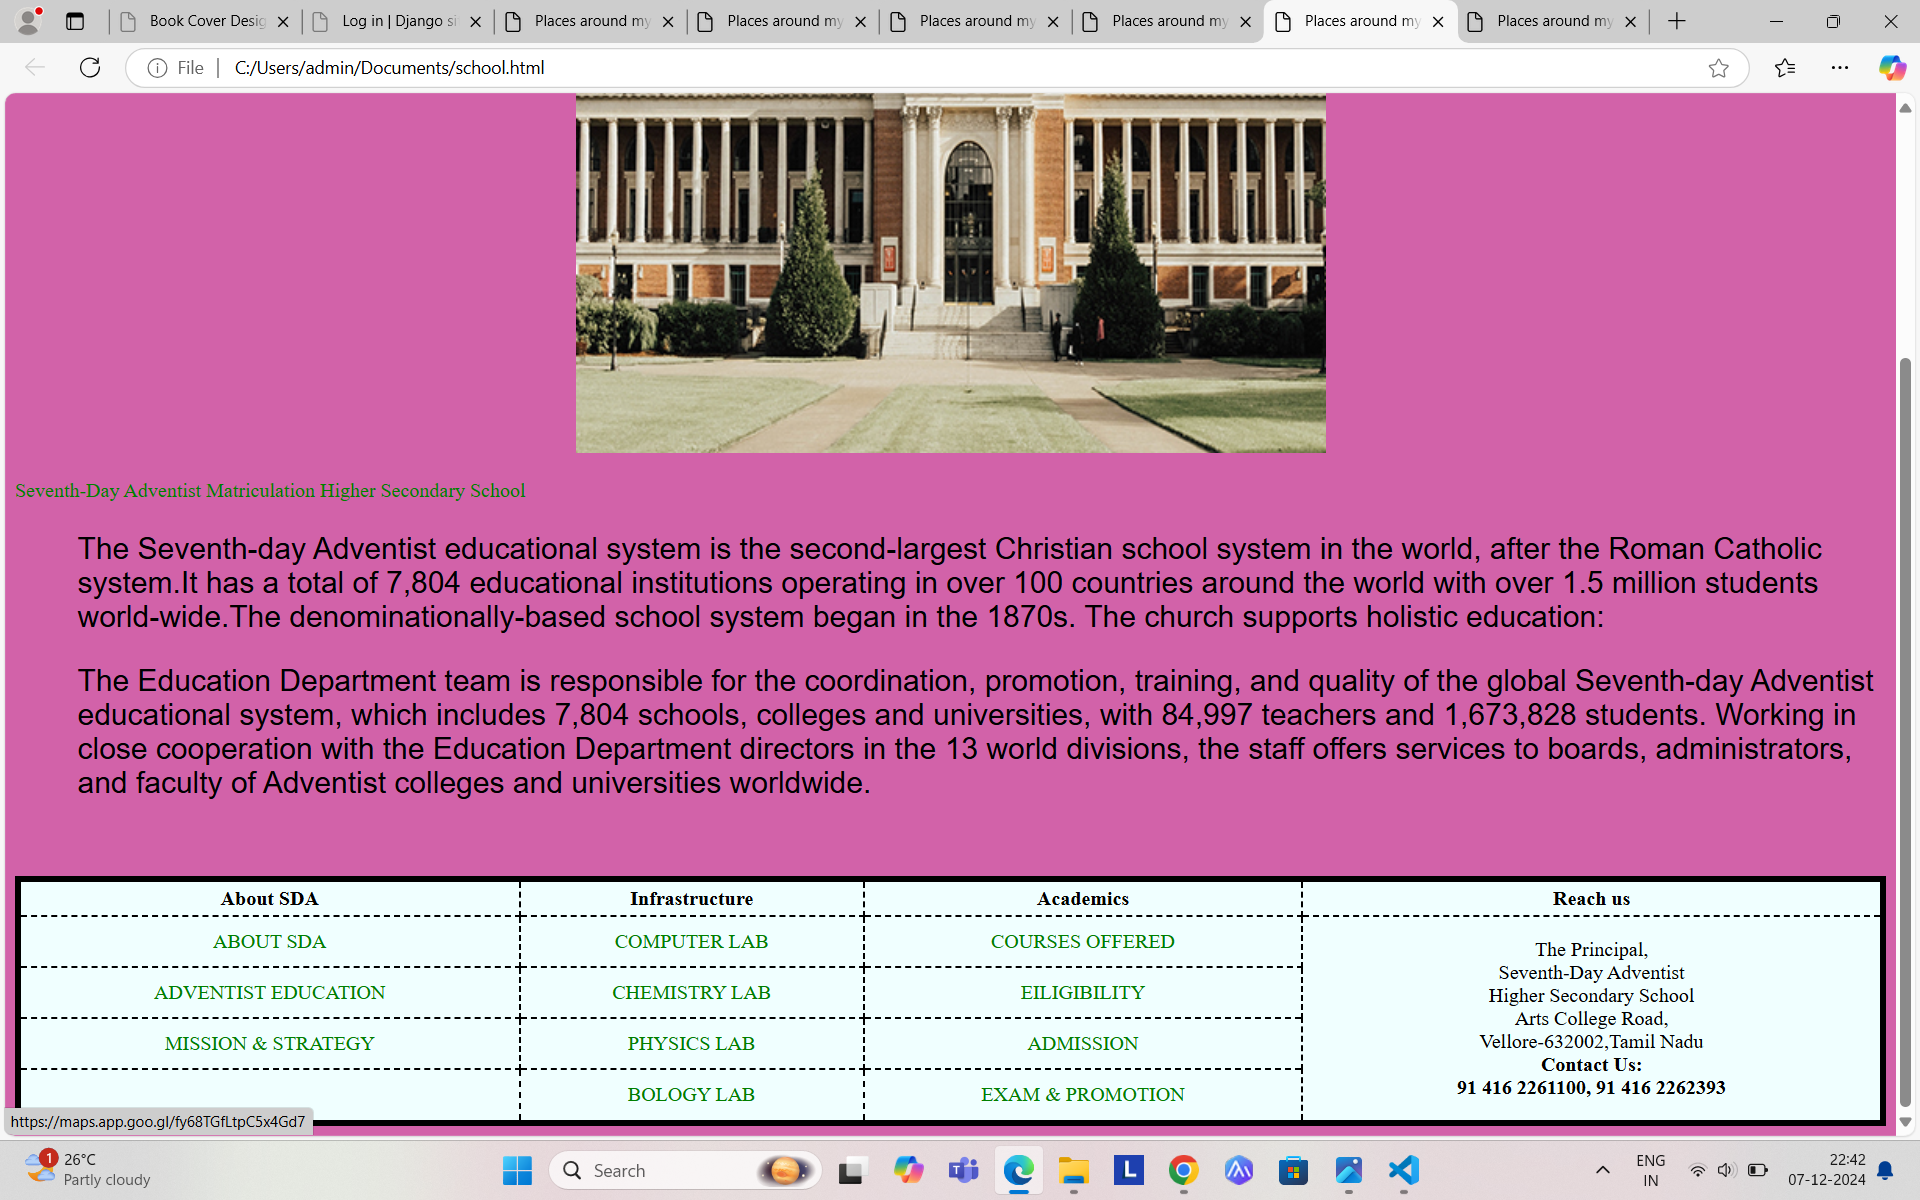 Book Cover Desig
Log in | Django si
Places around my
Places around my
Places around my
Places around my
Places around my
Places around my
File
C:/Users/admin/Documents/school.html
Seventh-Day Adventist Matriculation Higher Secondary School
The Seventh-day Adventist educational system is the second-largest Christian school system in the world, after the Roman Catholic
system.It has a total of 7,804 educational institutions operating in over 100 countries around the world with over 1.5 million students
world-wide.The denominationally-based school system began in the 1870s. The church supports holistic education:
The Education Department team is responsible for the coordination, promotion, training, and quality of the global Seventh-day Adventist
educational system, which includes 7,804 schools, colleges and universities, with 84,997 teachers and 1,673,828 students. Working in
close cooperation with the Education Department directors in the 13 world divisions, the staff offers services to boards, administrators,
and faculty of Adventist colleges and universities worldwide.
About SDA
Infrastructure
Academics
Reach us
ABOUT SDA
COMPUTER LAB
COURSES OFFERED
ADVENTIST EDUCATION
CHEMISTRY LAB
EILIGIBILITY
MISSION & STRATEGY
PHYSICS LAB
ADMISSION
BOLOGY LAB
EXAM & PROMOTION
The Principal,
Seventh-Day Adventist
Higher Secondary School
Arts College Road,
Vellore-632002,Tamil Nadu
Contact Us:
91 416 2261100, 91 416 2262393
https://maps.app.goo.gl/fy68TGfLtpC5x4Gd7
1
26°C
Partly cloudy
Search
L
ENG
IN
22:42
07-12-2024